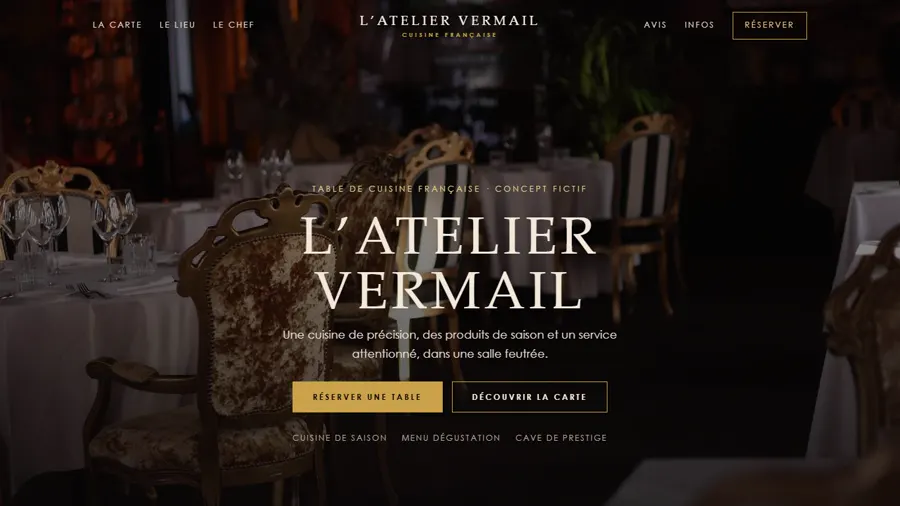 LA CARTE LE LIEU LE CHEF
L'ATELIER VERMAIL
CUISINE FRANÇAISE
AVIS INFOS RÉSERVER
TABLE DE CUISINE FRANÇAISE · CONCEPT FICTIF
L'ATELIER
VERMAIL
Une cuisine de précision, des produits de saison et un service
attentionné, dans une salle feutrée.
RÉSERVER UNE TABLE DÉCOUVRIR LA CARTE
CUISINE DE SAISON MENU DÉGUSTATION CAVE DE PRESTIGE